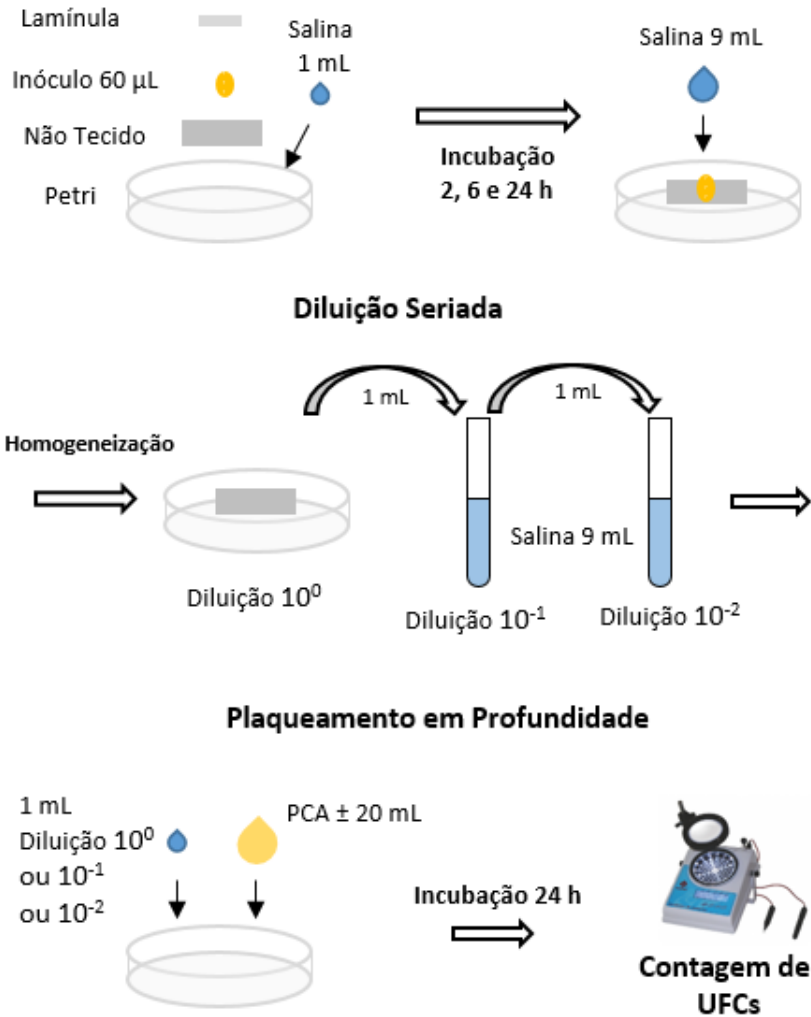 Lamínula
Salina
1 mL
Inóculo 60 µL
Não Tecido
Petri
Incubação
2, 6 e 24 h
Salina 9 mL
Diluição Seriada
Homogeneização
1 mL
1 mL
Salina 9 mL
Diluição 10⁰
Diluição 10⁻¹
Diluição 10⁻²
Plaqueamento em Profundidade
1 mL
Diluição 10⁰
ou 10⁻¹
ou 10⁻²
PCA ± 20 mL
Incubação 24 h
Contagem de
UFCs